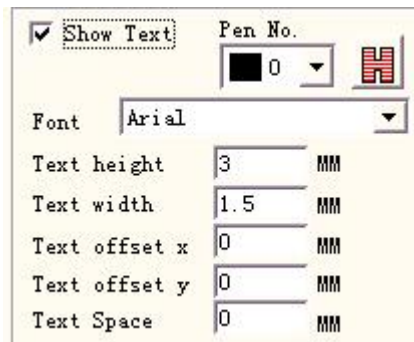 Show Text Pen No.
0
Font Arial
Text height 3 MM
Text width 1.5 MM
Text offset x 0 MM
Text offset y 0 MM
Text Space 0 MM